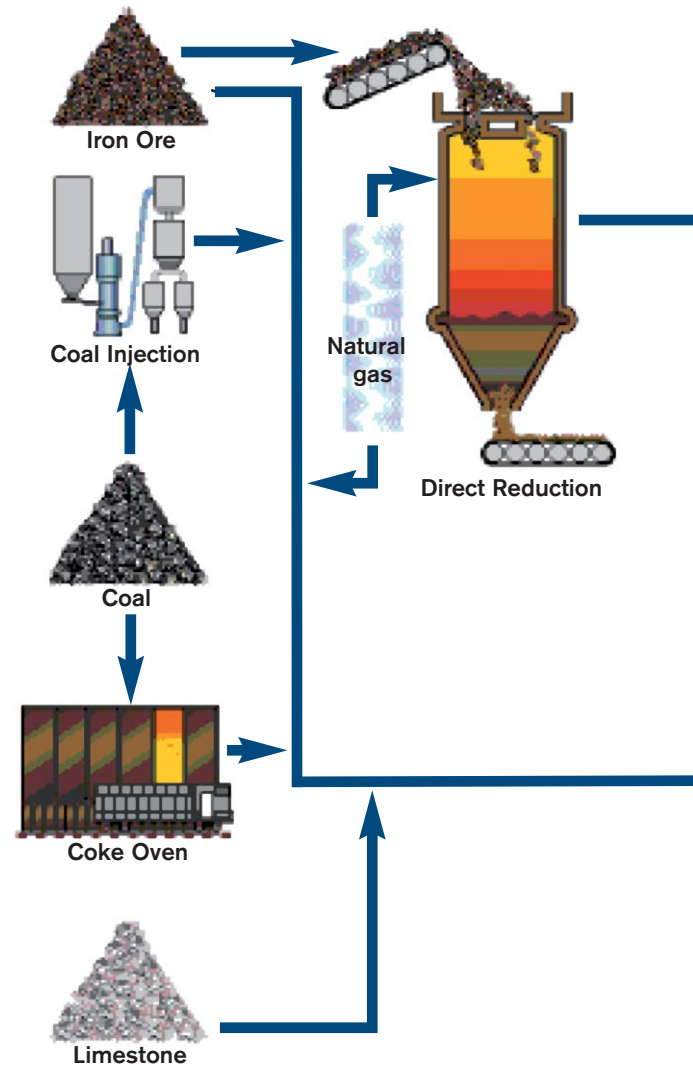 Iron Ore
Coal Injection
Natural
gas
Direct Reduction
Coal
Coke Oven
Limestone